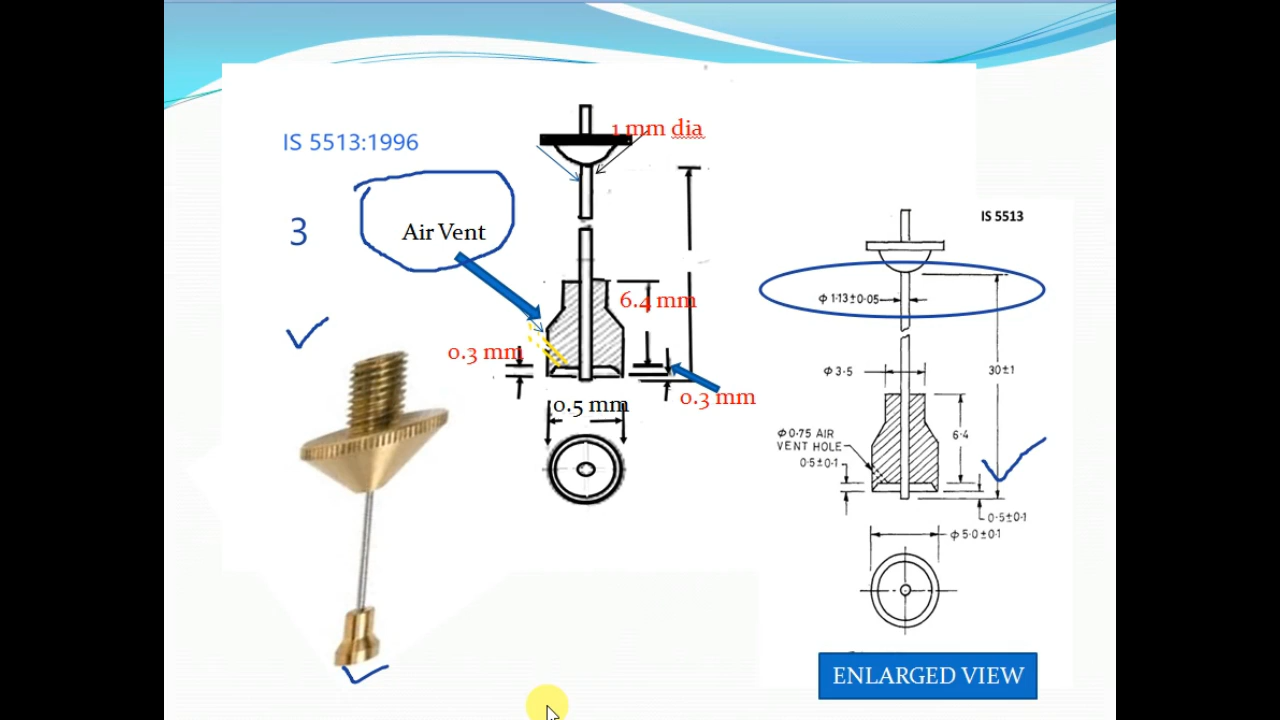 IS 5513:1996
1 mm dia
3
Air Vent
6.4 mm
0.3 mm
0.3 mm
0.5 mm
IS 5513
ϕ 1·13±0·05
ϕ 3·5
30±1
ϕ 0·75 AIR
VENT HOLE
6·4
0·5±0·1
0·5±0·1
ϕ 5·0±0·1
ENLARGED VIEW